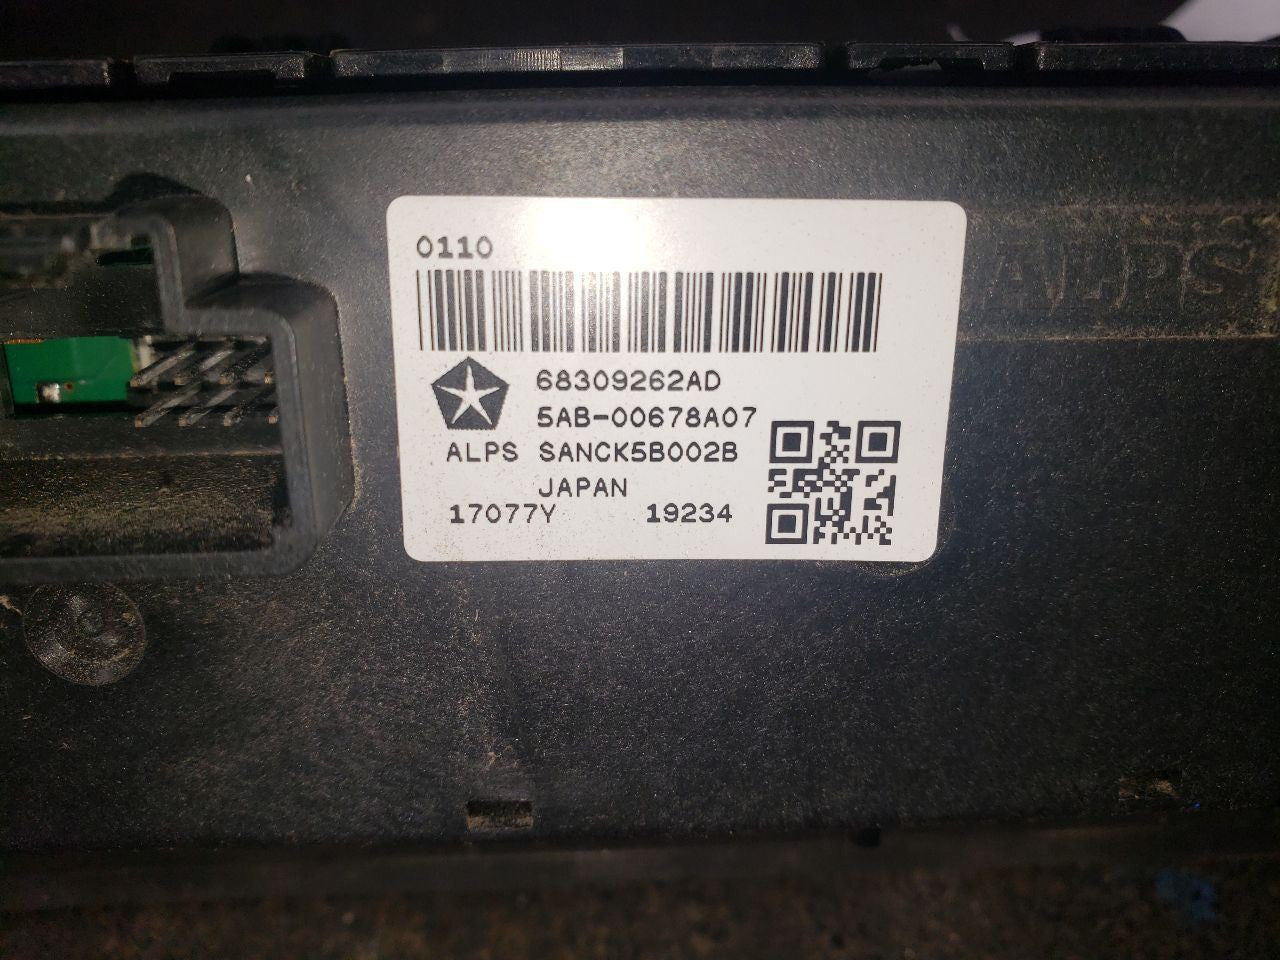 0110
ALPS
68309262AD
5AB-00678A07
ALPS SANCK5B002B
JAPAN
17077Y 19234